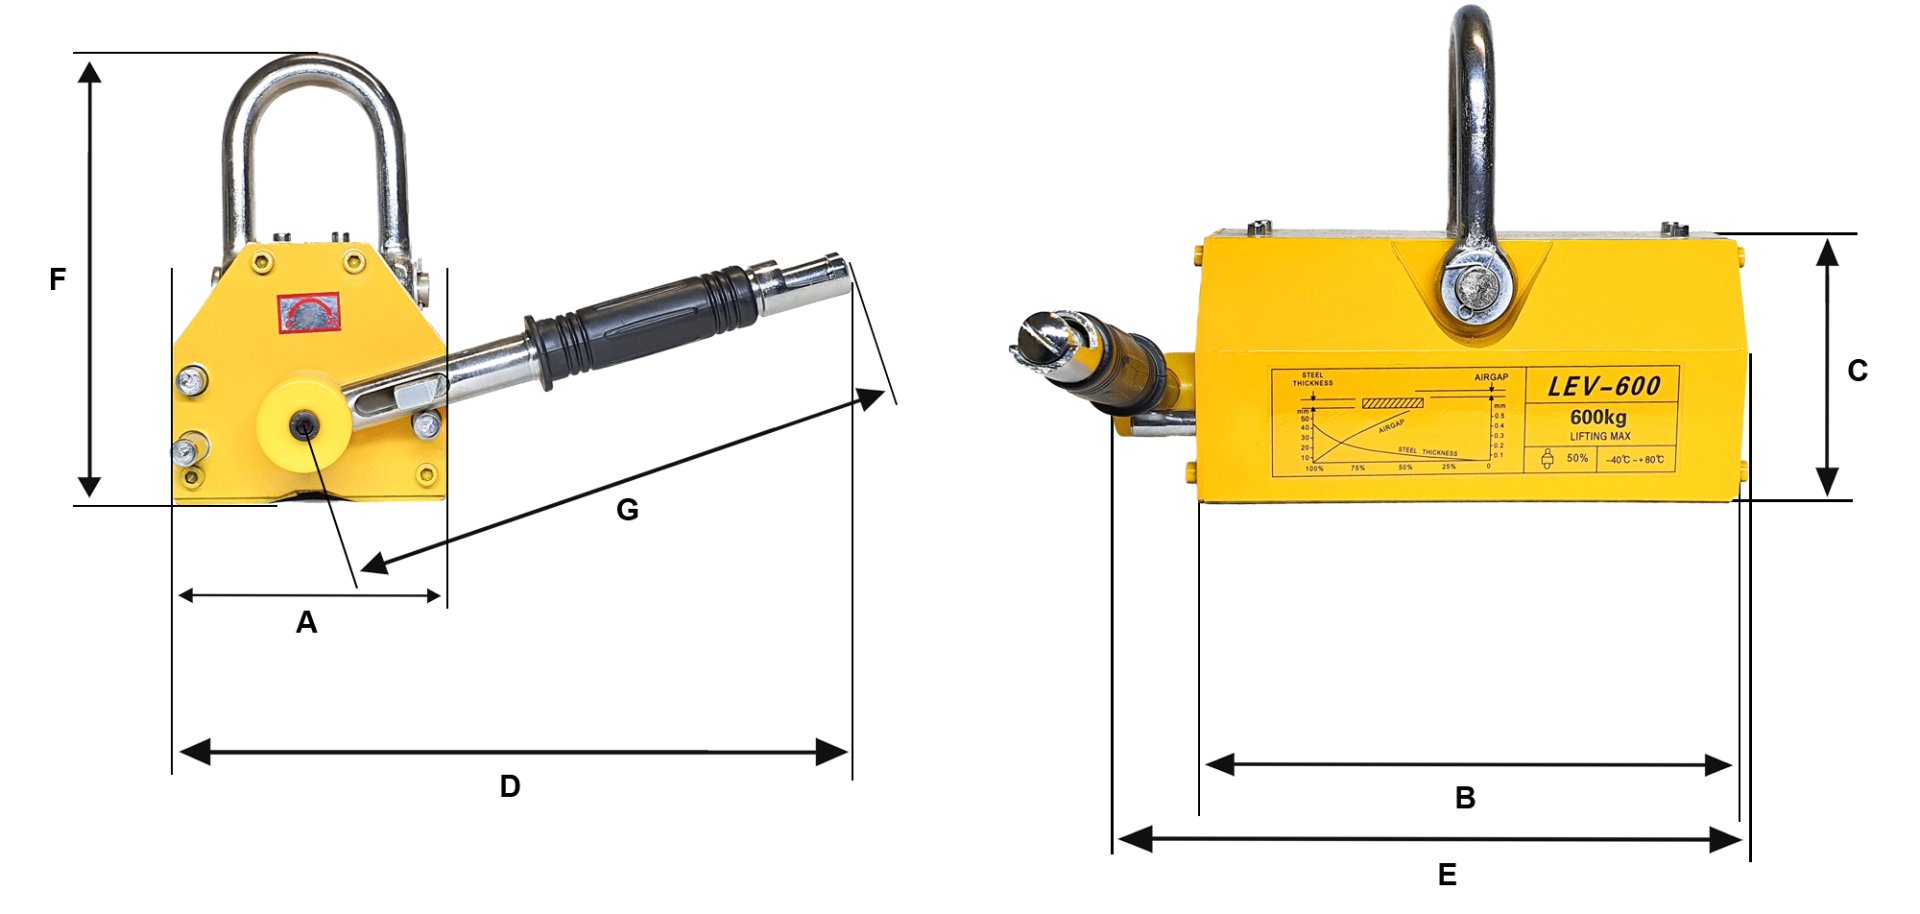 F
A
G
D
STEEL
THICKNESS
AIRGAP
mm
50
40
30
20
10
mm
0.5
0.4
0.3
0.2
0.1
AIRGAP
STEEL THICKNESS
100% 75% 50% 25% 0
LEV-600
600kg
LIFTING MAX
50% -40℃-+80℃
C
B
E